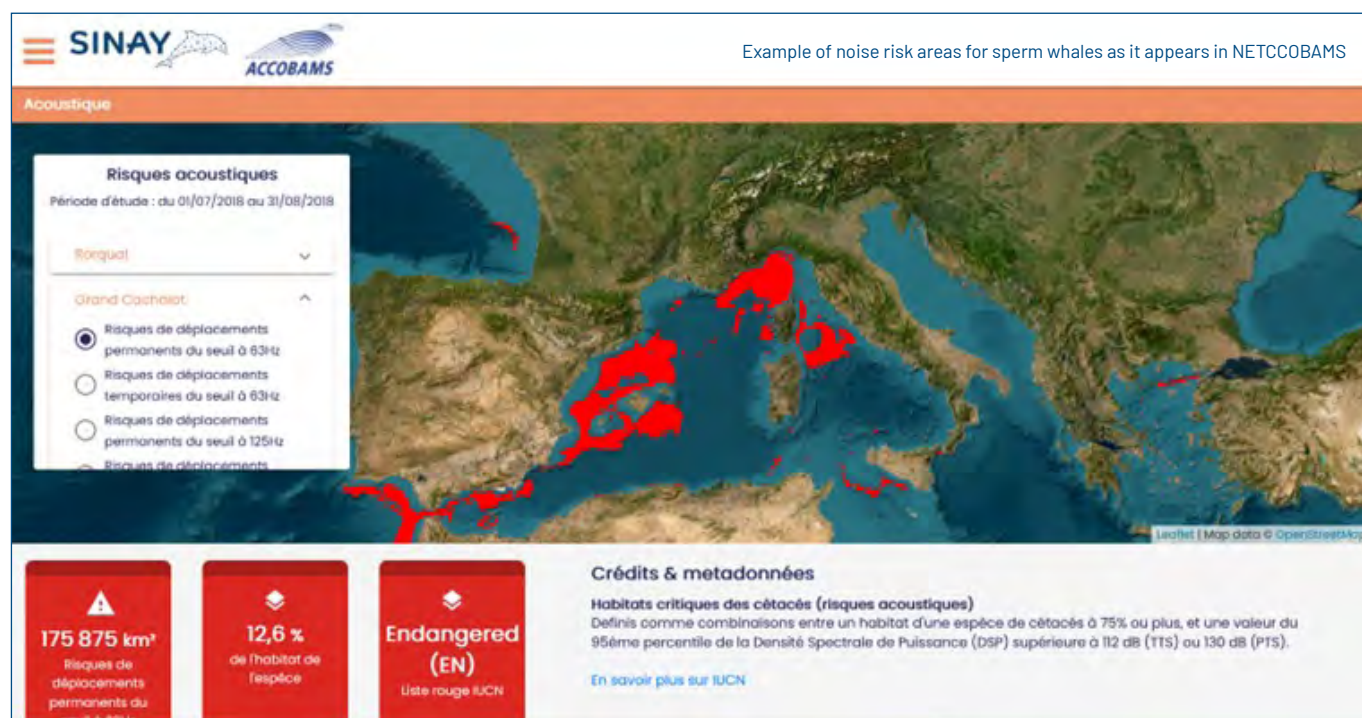 SINAY
ACCOBAMS
Example of noise risk areas for sperm whales as it appears in NETCCOBAMS
Acoustique
Risques acoustiques
Période d'étude : du 01/07/2018 au 31/08/2018
Rorqual
Grand Cachalot
Risques de déplacements
permanents du seuil à 63Hz
Risques de déplacements
temporaires du seuil à 63Hz
Risques de déplacements
permanents du seuil à 125Hz
Risques de déplacements
Leaflet | Map data © OpenStreetMap
175 875 km²
Risques de
déplacements
permanents du
12,6 %
de l'habitat de
l'espèce
Endangered
(EN)
Liste rouge IUCN
Crédits & metadonnées
Habitats critiques des cétacés (risques acoustiques)
Définis comme combinaisons entre un habitat d'une espèce de cétacés à 75% ou plus, et une valeur du
95ème percentile de la Densité Spectrale de Puissance (DSP) supérieure à 112 dB (TTS) ou 130 dB (PTS).
En savoir plus sur IUCN